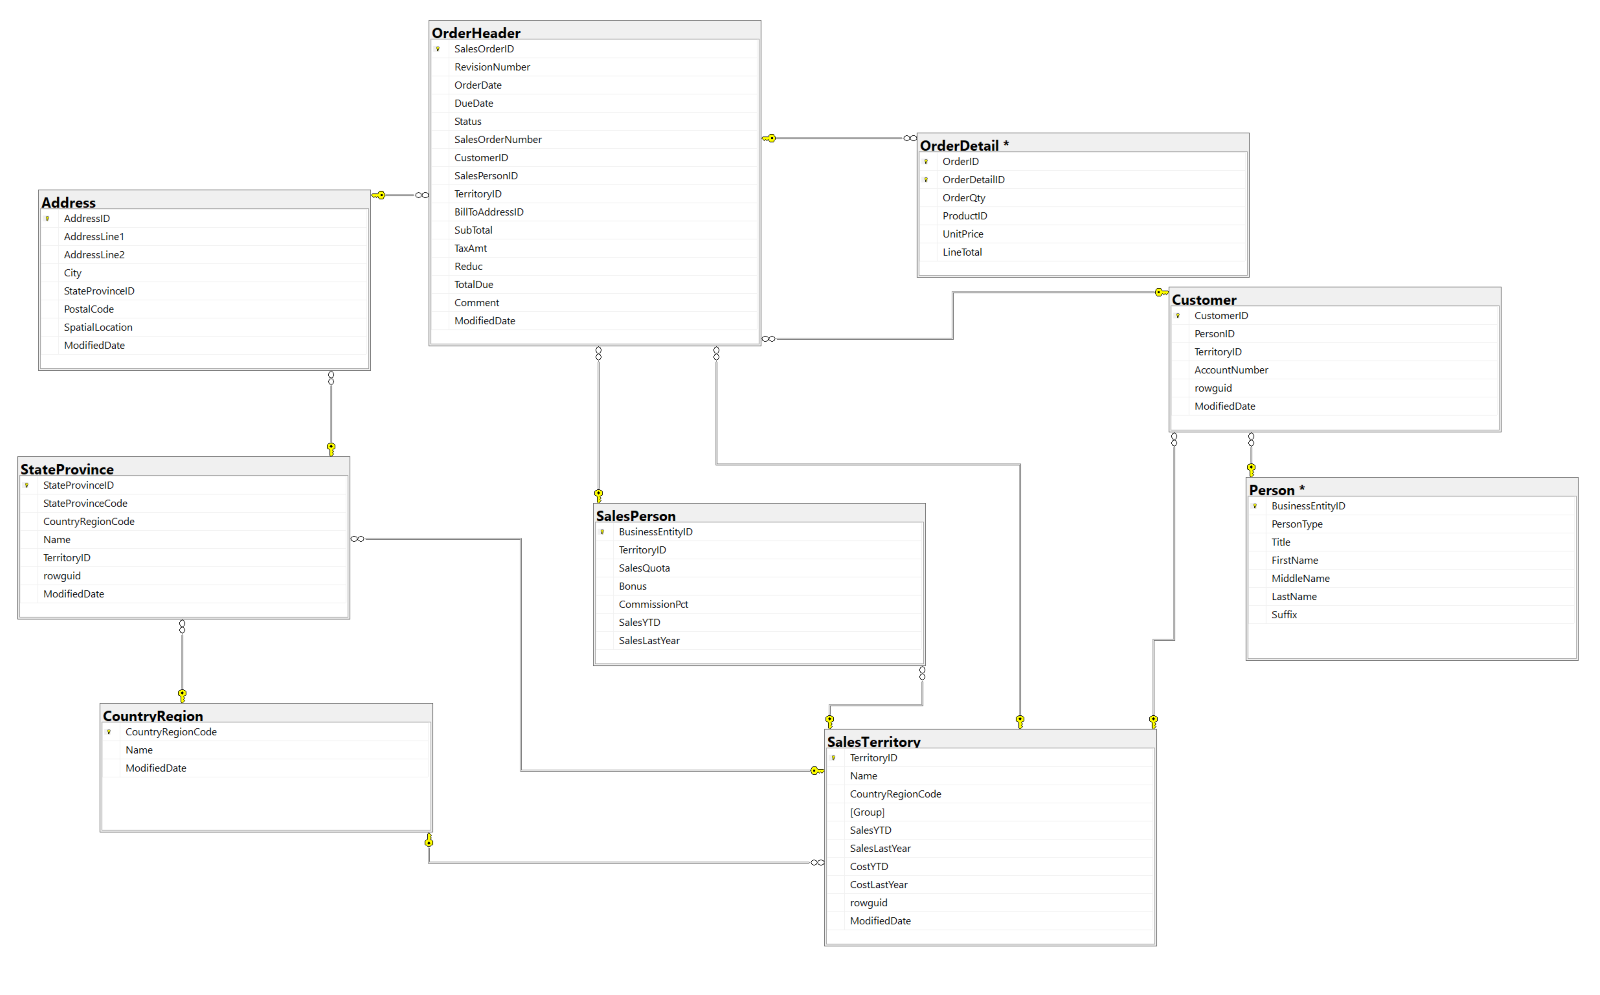 OrderHeader
SalesOrderID
RevisionNumber
OrderDate
DueDate
Status
SalesOrderNumber
CustomerID
SalesPersonID
TerritoryID
BillToAddressID
SubTotal
TaxAmt
Reduc
TotalDue
Comment
ModifiedDate
OrderDetail *
OrderID
OrderDetailID
OrderQty
ProductID
UnitPrice
LineTotal
Address
AddressID
AddressLine1
AddressLine2
City
StateProvinceID
PostalCode
SpatialLocation
ModifiedDate
Customer
CustomerID
PersonID
TerritoryID
AccountNumber
rowguid
ModifiedDate
StateProvince
StateProvinceID
StateProvinceCode
CountryRegionCode
Name
TerritoryID
rowguid
ModifiedDate
SalesPerson
BusinessEntityID
TerritoryID
SalesQuota
Bonus
CommissionPct
SalesYTD
SalesLastYear
Person *
BusinessEntityID
PersonType
Title
FirstName
MiddleName
LastName
Suffix
CountryRegion
CountryRegionCode
Name
ModifiedDate
SalesTerritory
TerritoryID
Name
CountryRegionCode
[Group]
SalesYTD
SalesLastYear
CostYTD
CostLastYear
rowguid
ModifiedDate